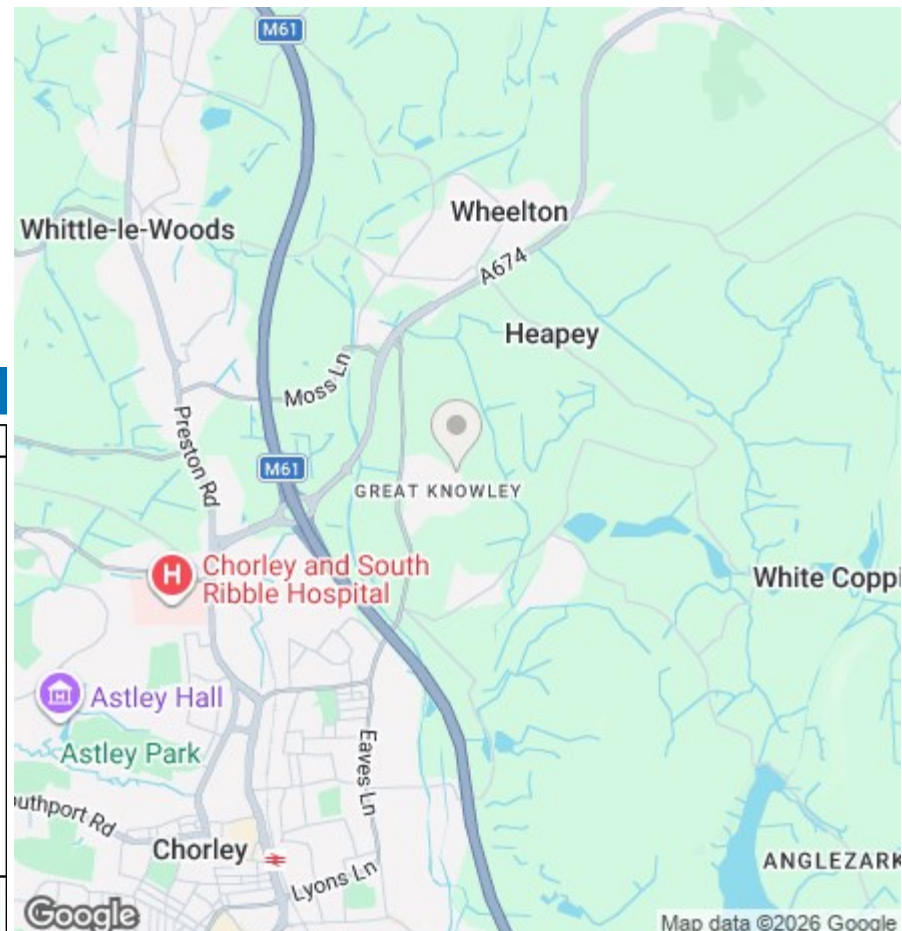 M61
Wheelton
Whittle-le-Woods
A674
Heapey
Moss Ln
Preston Rd
M61
GREAT KNOWLEY
H
Chorley and South
Ribble Hospital
White Coppi
Astley Hall
Astley Park
Eaves Ln
outhport Rd
Chorley
Lyons Ln
ANGLEZARK
Google
Map data ©2026 Google